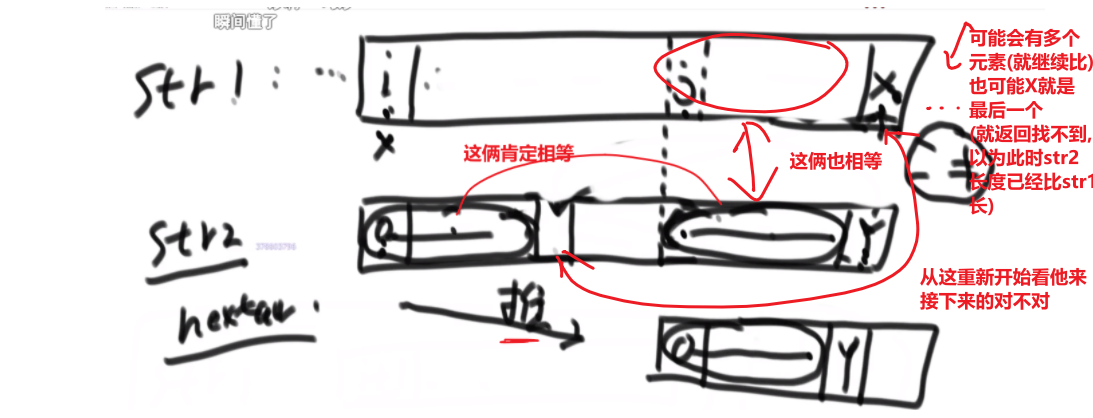 瞬间懂了
可能会有多个
元素(就继续比)
也可能X就是
最后一个
(就返回找不到,
以为此时str2
长度已经比str1
长)
str1
i
j
X
x
这俩肯定相等
这俩也相等
!=
str2
0
Y
376903796
从这重新开始看他来
接下来的对不对
0
Y